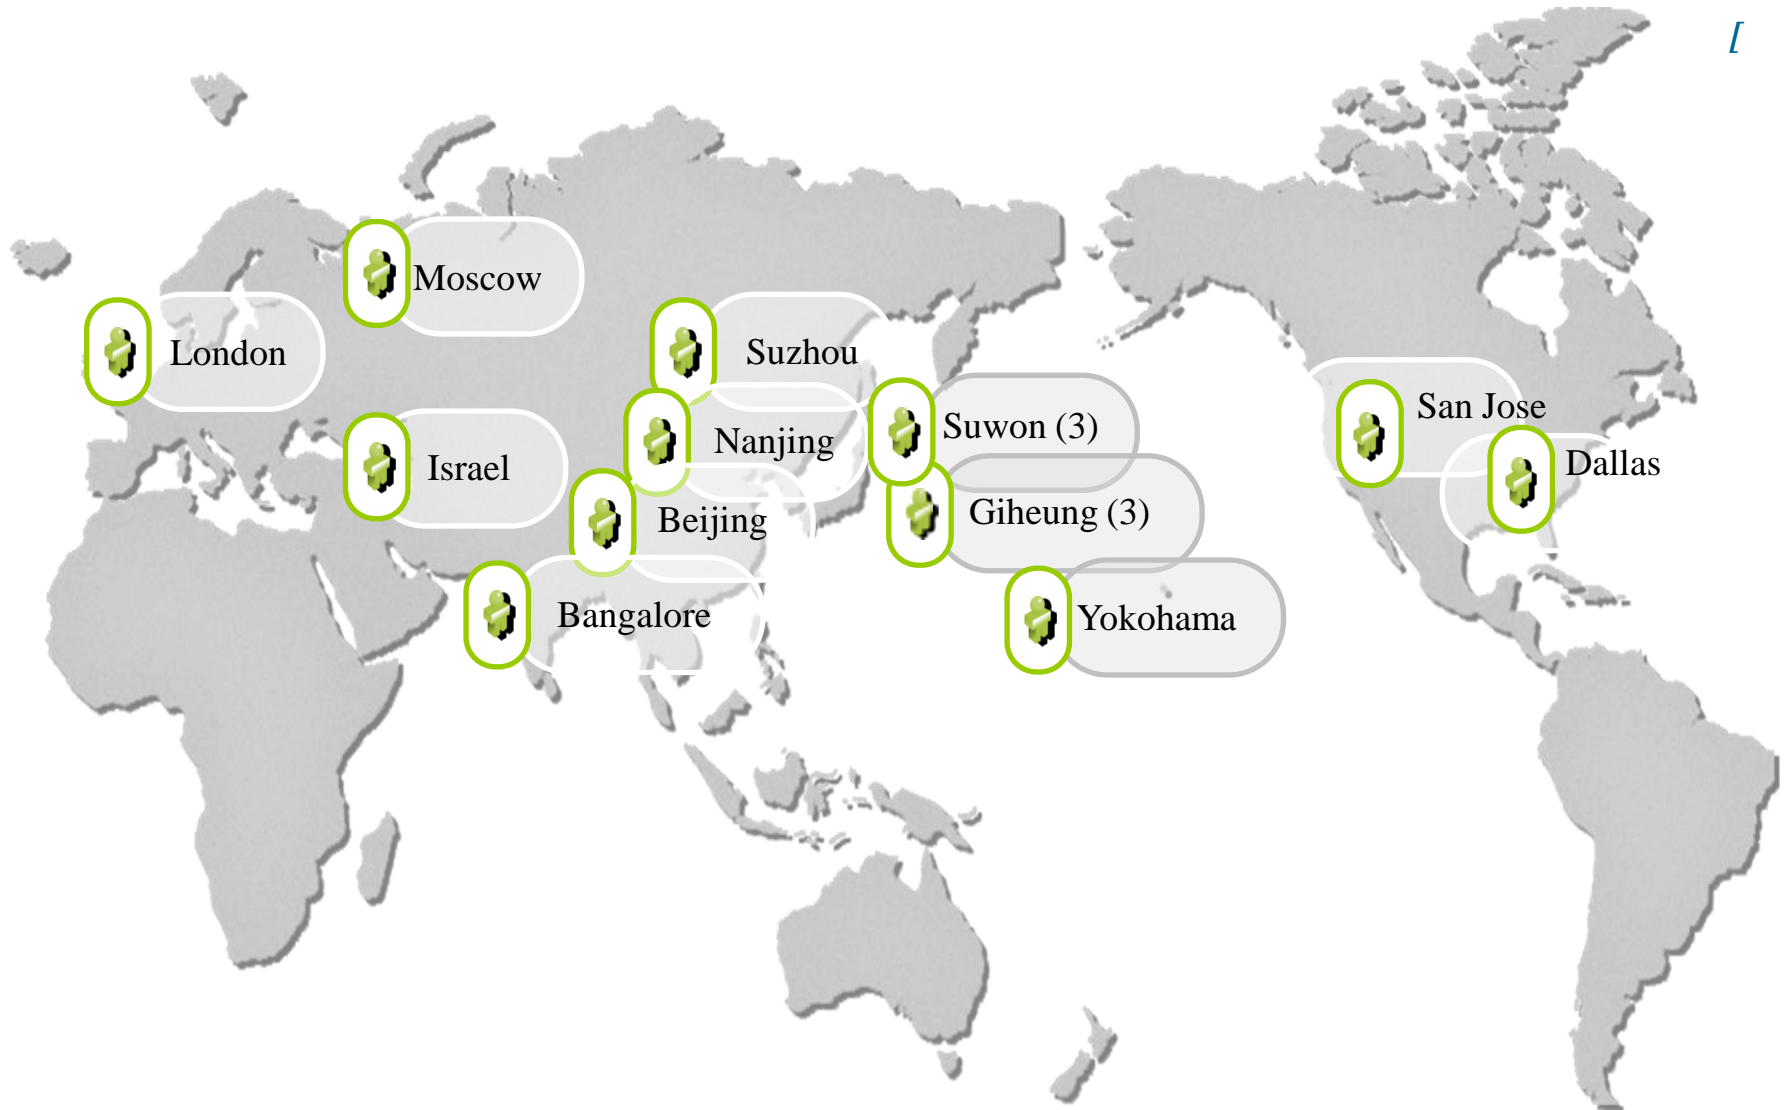 [
Moscow
London
Suzhou
San Jose
Suwon (3)
Nanjing
Dallas
Israel
Giheung (3)
Beijing
Bangalore
Yokohama